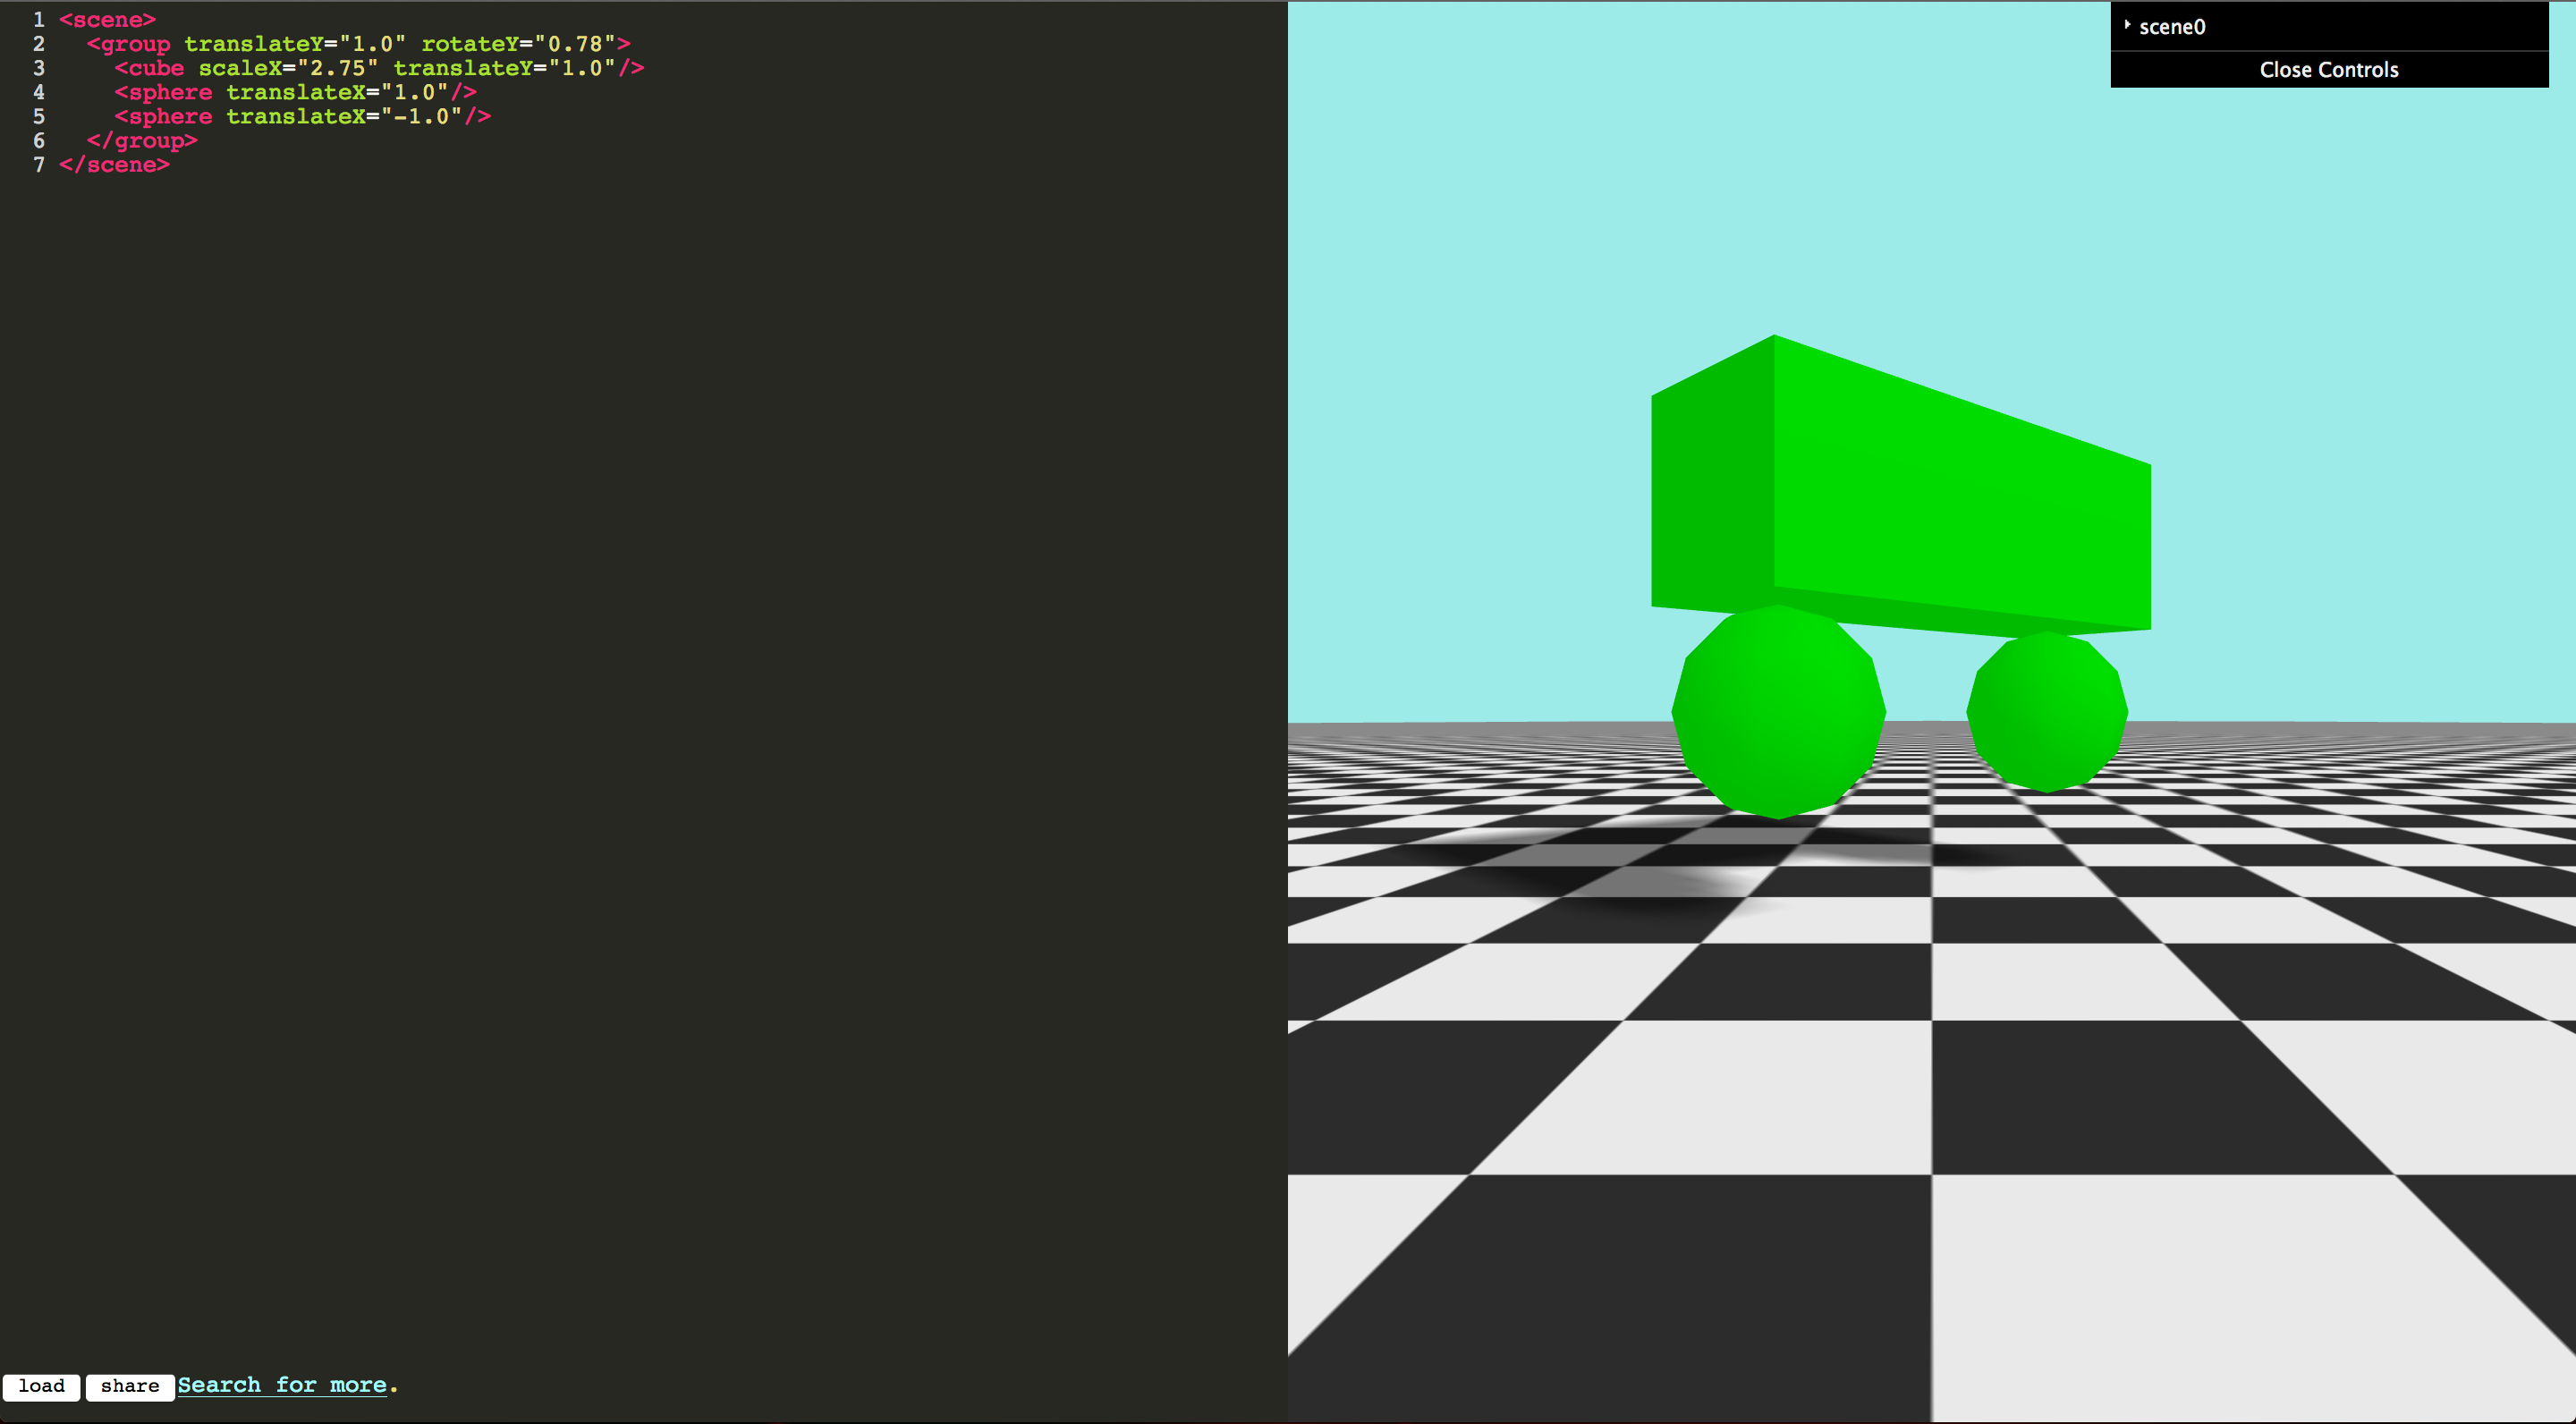 1 <scene>
2   <group translateY="1.0" rotateY="0.78">
3     <cube scaleX="2.75" translateY="1.0"/>
4     <sphere translateX="1.0"/>
5     <sphere translateX="-1.0"/>
6   </group>
7 </scene>
scene0
Close Controls
load share Search for more.